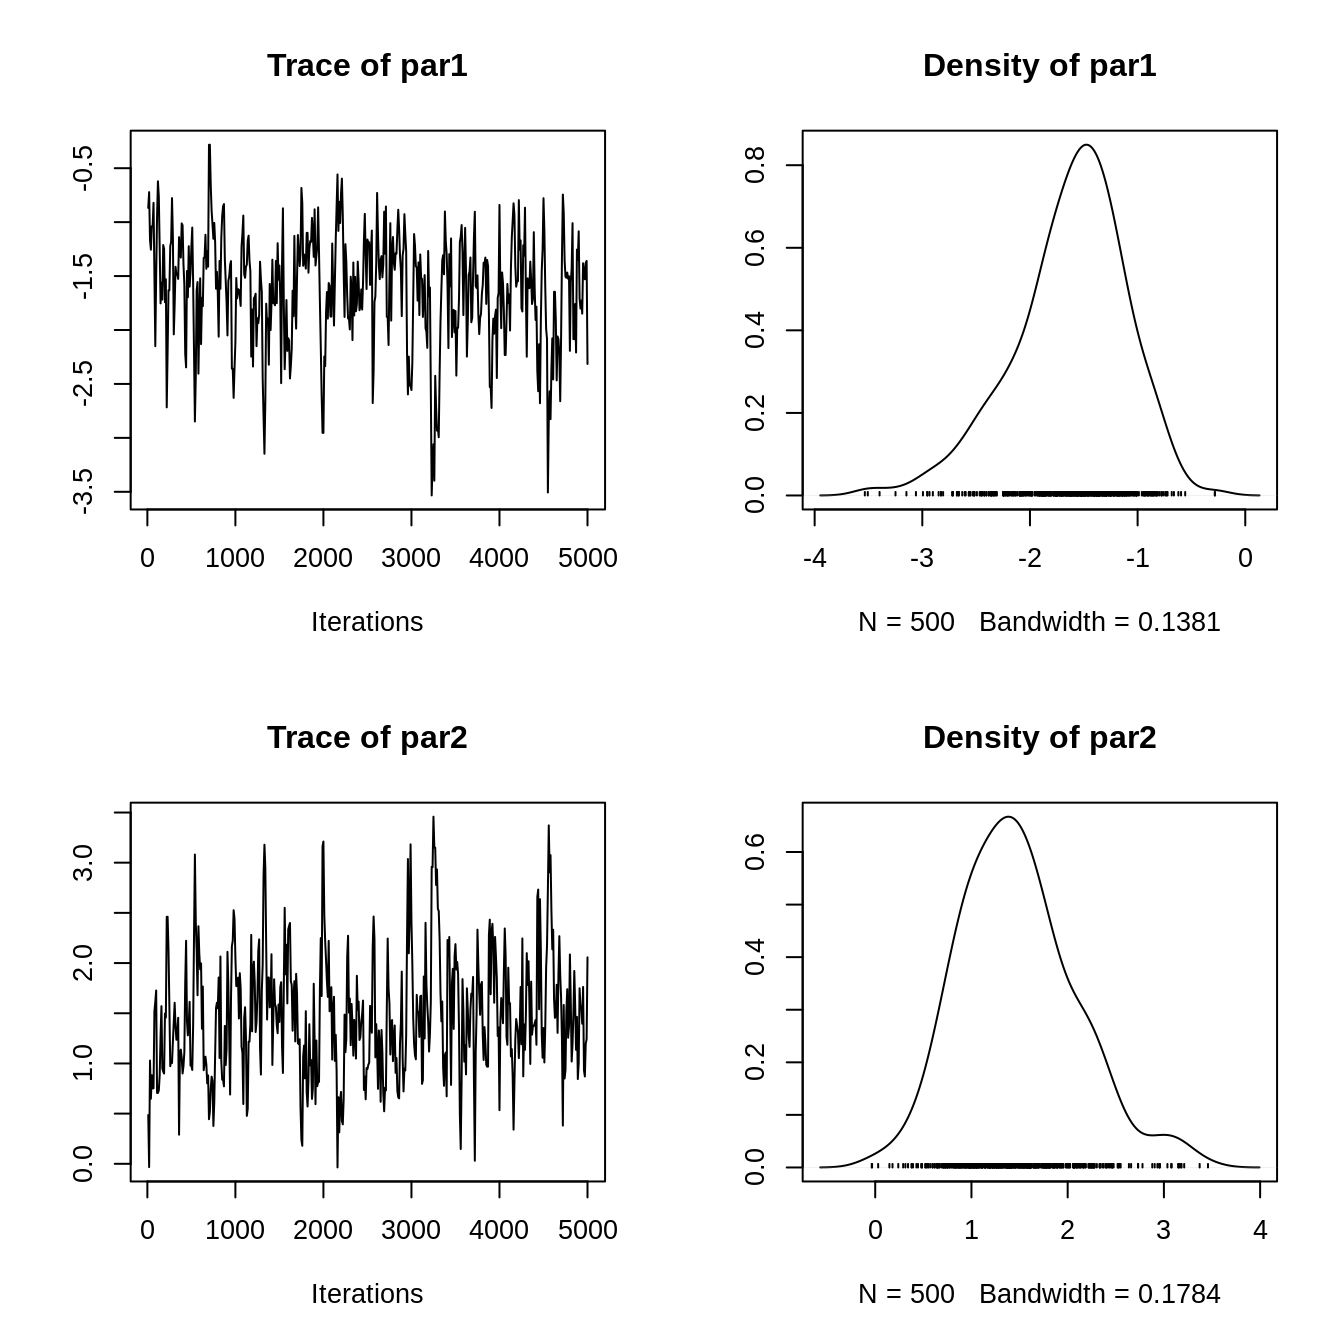 Trace of par1
-0.5
-1.5
-2.5
-3.5
0 1000 2000 3000 4000 5000
Iterations
Density of par1
0.8
0.6
0.4
0.2
0.0
-4 -3 -2 -1 0
N = 500 Bandwidth = 0.1381
Trace of par2
3.0
2.0
1.0
0.0
0 1000 2000 3000 4000 5000
Iterations
Density of par2
0.6
0.4
0.2
0.0
0 1 2 3 4
N = 500 Bandwidth = 0.1784